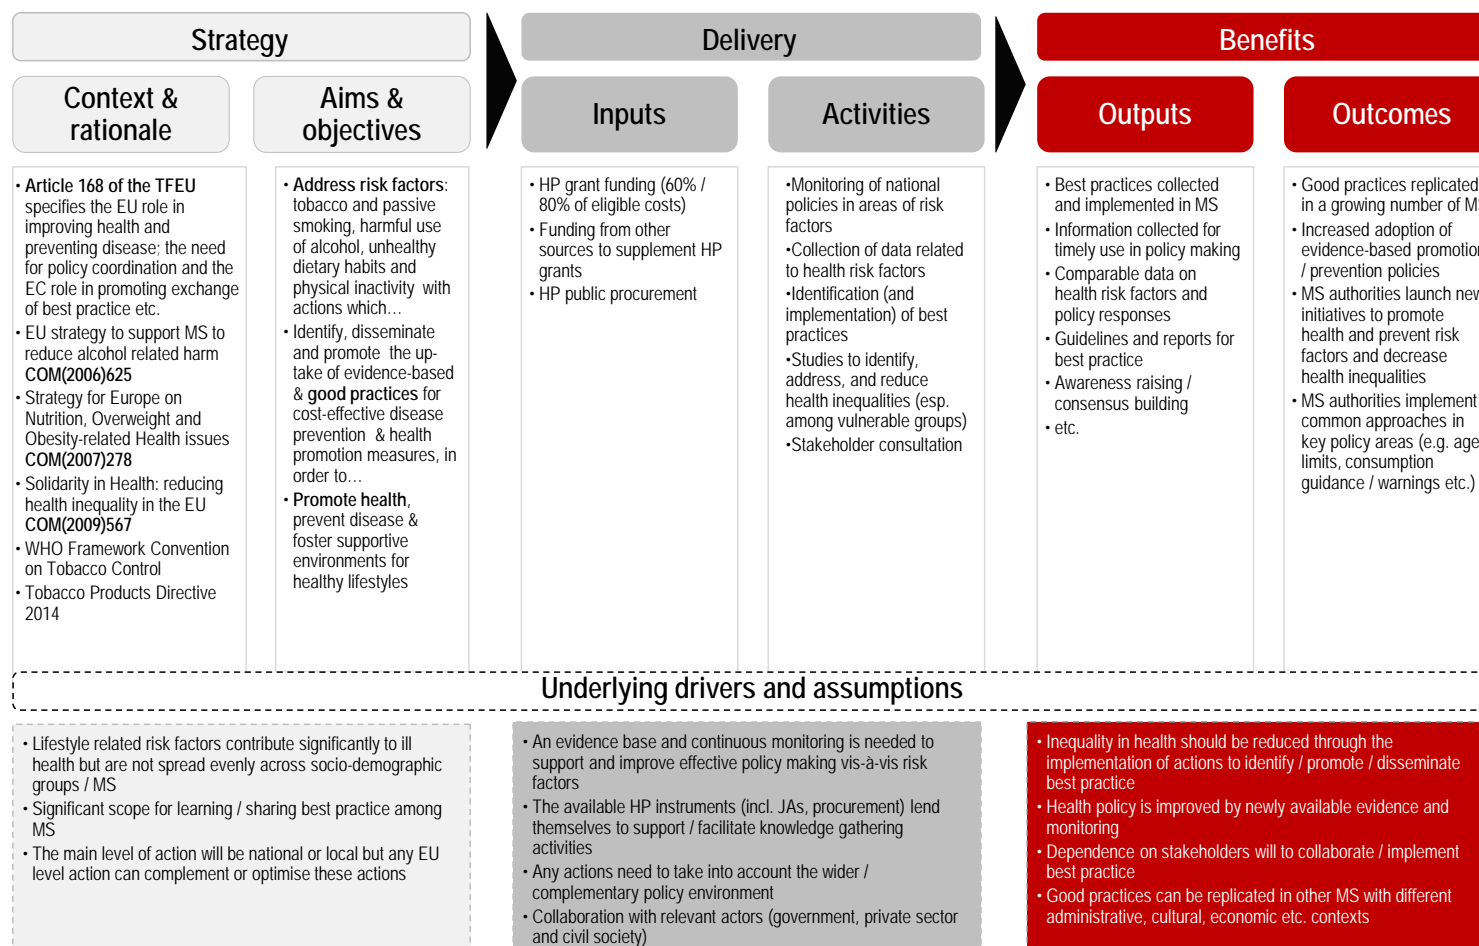 Strategy
Delivery
Benefits
Context &
rationale
Aims &
objectives
Inputs
Activities
Outputs
Outcomes
• Article 168 of the TFEU
specifies the EU role in
improving health and
preventing disease; the need
for policy coordination and the
EC role in promoting exchange
of best practice etc.
• EU strategy to support MS to
reduce alcohol related harm
COM(2006)625
• Strategy for Europe on
Nutrition, Overweight and
Obesity-related Health issues
COM(2007)278
• Solidarity in Health: reducing
health inequality in the EU
COM(2009)567
• WHO Framework Convention
on Tobacco Control
• Tobacco Products Directive
2014
• Address risk factors:
tobacco and passive
smoking, harmful use
of alcohol, unhealthy
dietary habits and
physical inactivity with
actions which…
• Identify, disseminate
and promote the up-
take of evidence-based
& good practices for
cost-effective disease
prevention & health
promotion measures, in
order to…
• Promote health,
prevent disease &
foster supportive
environments for
healthy lifestyles
• HP grant funding (60% /
80% of eligible costs)
• Funding from other
sources to supplement HP
grants
• HP public procurement
•Monitoring of national
policies in areas of risk
factors
•Collection of data related
to health risk factors
•Identification (and
implementation) of best
practices
•Studies to identify,
address, and reduce
health inequalities (esp.
among vulnerable groups)
•Stakeholder consultation
• Best practices collected
and implemented in MS
• Information collected for
timely use in policy making
• Comparable data on
health risk factors and
policy responses
• Guidelines and reports for
best practice
• Awareness raising /
consensus building
• etc.
• Good practices replicated
in a growing number of
• Increased adoption of
evidence-based promotion
/ prevention policies
• MS authorities launch new
initiatives to promote
health and prevent risk
factors and decrease
health inequalities
• MS authorities implement
common approaches in
key policy areas (e.g. age
limits, consumption
guidance / warnings etc.)
Underlying drivers and assumptions
• Lifestyle related risk factors contribute significantly to ill
health but are not spread evenly across socio-demographic
groups / MS
• Significant scope for learning / sharing best practice among
MS
• The main level of action will be national or local but any EU
level action can complement or optimise these actions
• An evidence base and continuous monitoring is needed to
support and improve effective policy making vis-à-vis risk
factors
• The available HP instruments (incl. JAs, procurement) lend
themselves to support / facilitate knowledge gathering
activities
• Any actions need to take into account the wider /
complementary policy environment
• Collaboration with relevant actors (government, private sector
and civil society)
• Inequality in health should be reduced through the
implementation of actions to identify / promote / disseminate
best practice
• Health policy is improved by newly available evidence and
monitoring
• Dependence on stakeholders will to collaborate / implement
best practice
• Good practices can be replicated in other MS with different
administrative, cultural, economic etc. contexts